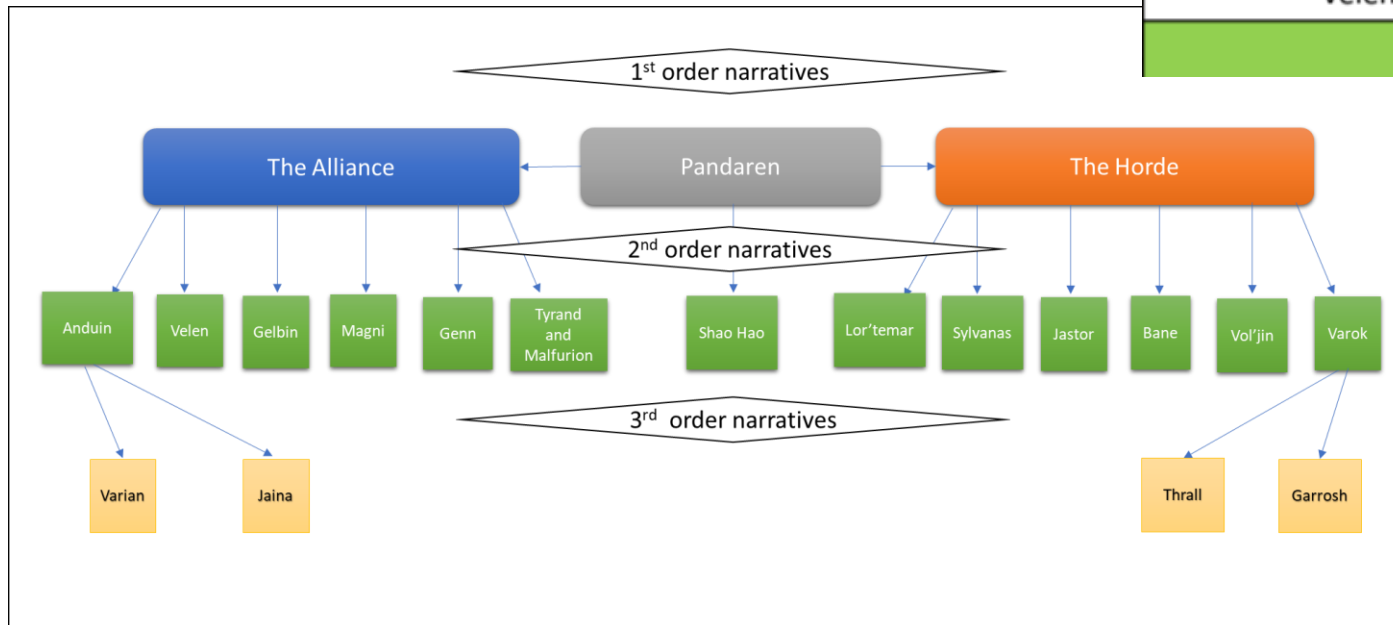 Velen
1st order narratives
The Alliance
Pandaren
The Horde
2nd order narratives
Anduin
Velen
Gelbin
Magni
Genn
Tyrand
and
Malfurion
Shao Hao
Lor'temar
Sylvanas
Jastor
Bane
Vol'jin
Varok
3rd order narratives
Varian
Jaina
Thrall
Garrosh